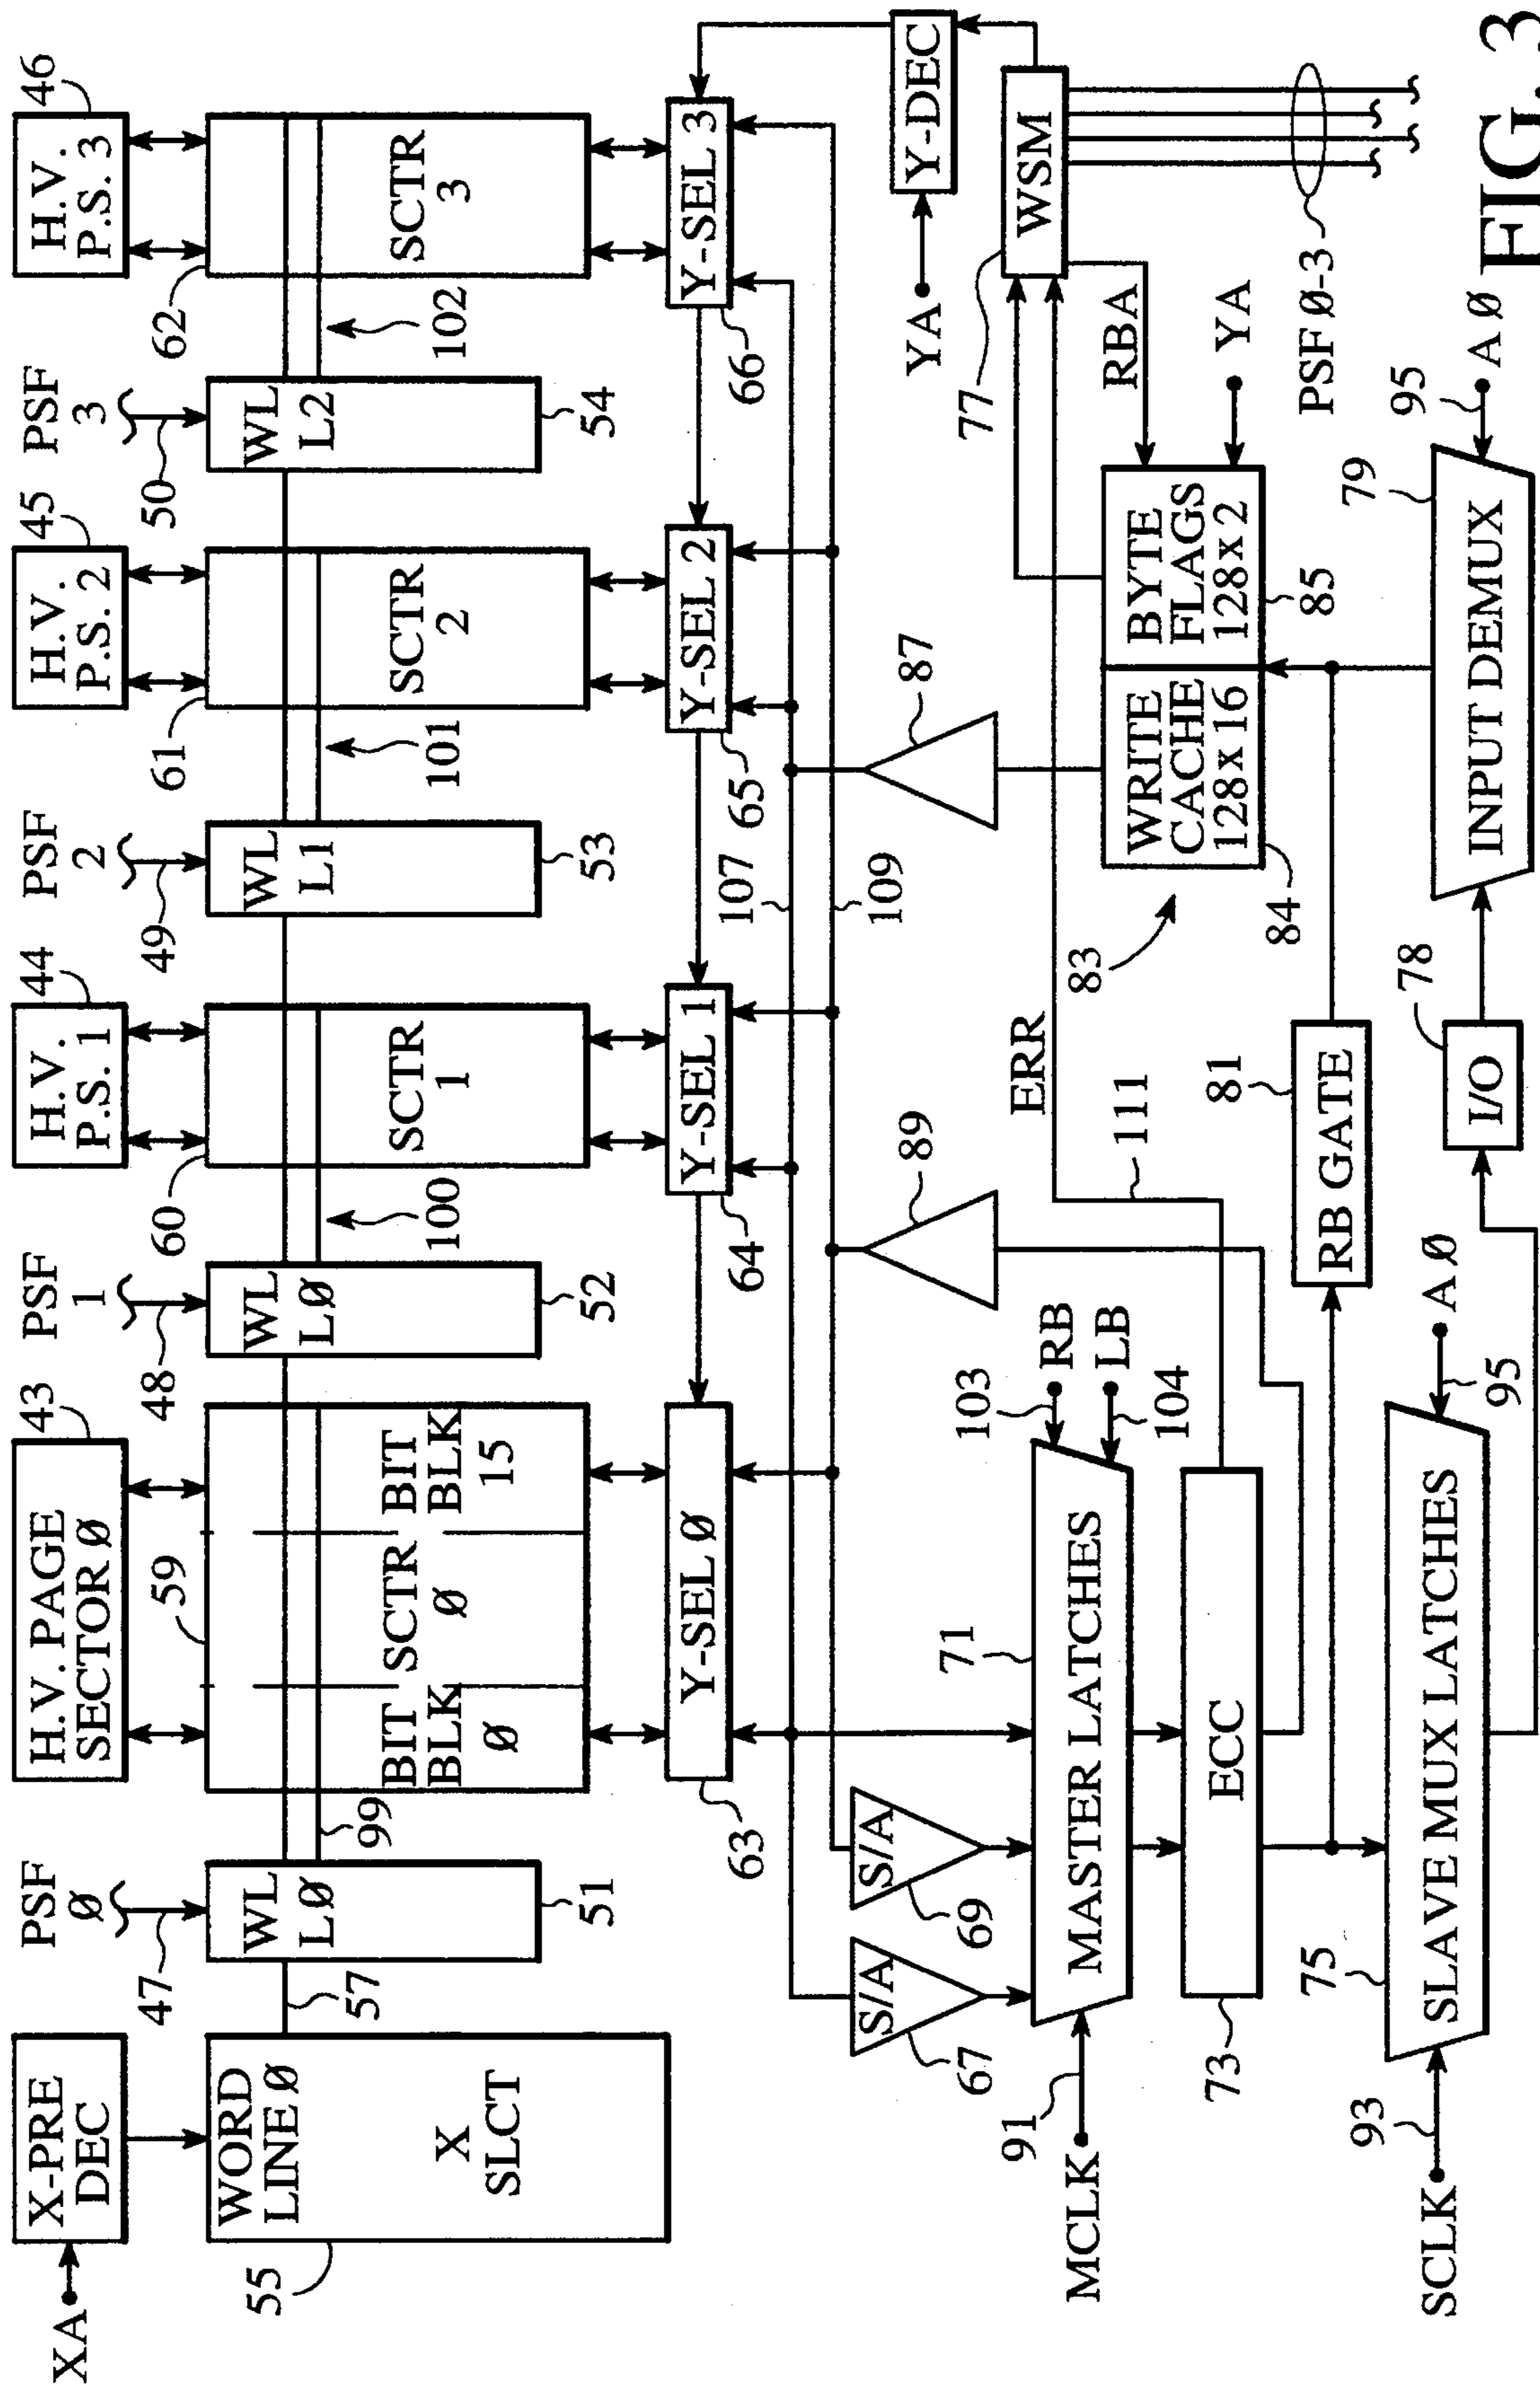 XA
X-PRE
DEC
WORD
LINE Ø
X
SLCT
55
57
PSF
Ø
47
WL
LØ
51
99
H.V. PAGE
SECTOR Ø
43
59
BIT
BLK
Ø
SCTR
Ø
BIT
BLK
15
Y-SEL Ø
63
PSF
1
48
WL
LØ
52
100
H.V.
P.S. 1
44
60
SCTR
1
Y-SEL 1
64
PSF
2
49
WL
L1
53
101
H.V.
P.S. 2
45
61
SCTR
2
Y-SEL 2
65
PSF
3
50
WL
L2
54
102
H.V.
P.S. 3
46
62
SCTR
3
Y-SEL 3
66
107
109
S/A
67
S/A
69
89
87
YA
Y-DEC
MCLK
91
MASTER LATCHES
71
103
RB
LB
104
ERR
111
77
WSM
RBA
YA
PSF Ø-3
ECC
73
83
WRITE
CACHE
128x16
84
BYTE
FLAGS
128x2
85
RB GATE
81
SCLK
93
SLAVE MUX LATCHES
75
95
A Ø
I/O
78
INPUT DEMUX
79
95
A Ø
FIG. 3